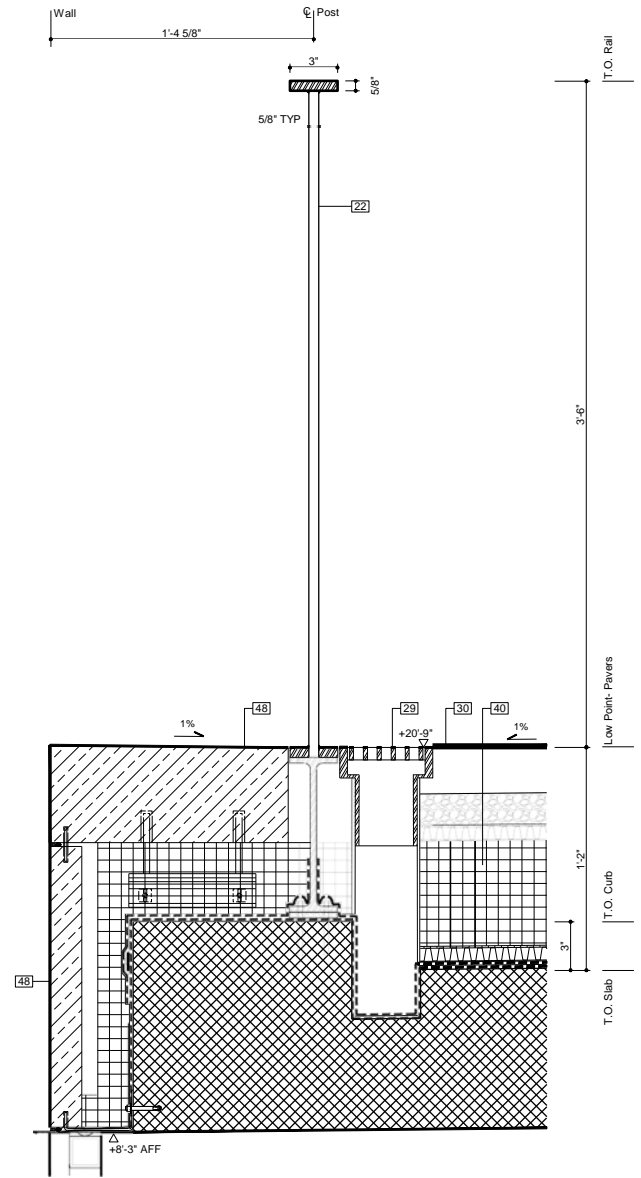 Wall
℄ Post
1'-4 5/8"
T.O. Rail
3"
5/8"
5/8" TYP
22
3'-6"
Low Point- Pavers
48
29
30
40
1%
+20'-9"
1%
1'-2"
T.O. Curb
3"
48
T.O. Slab
+8'-3" AFF